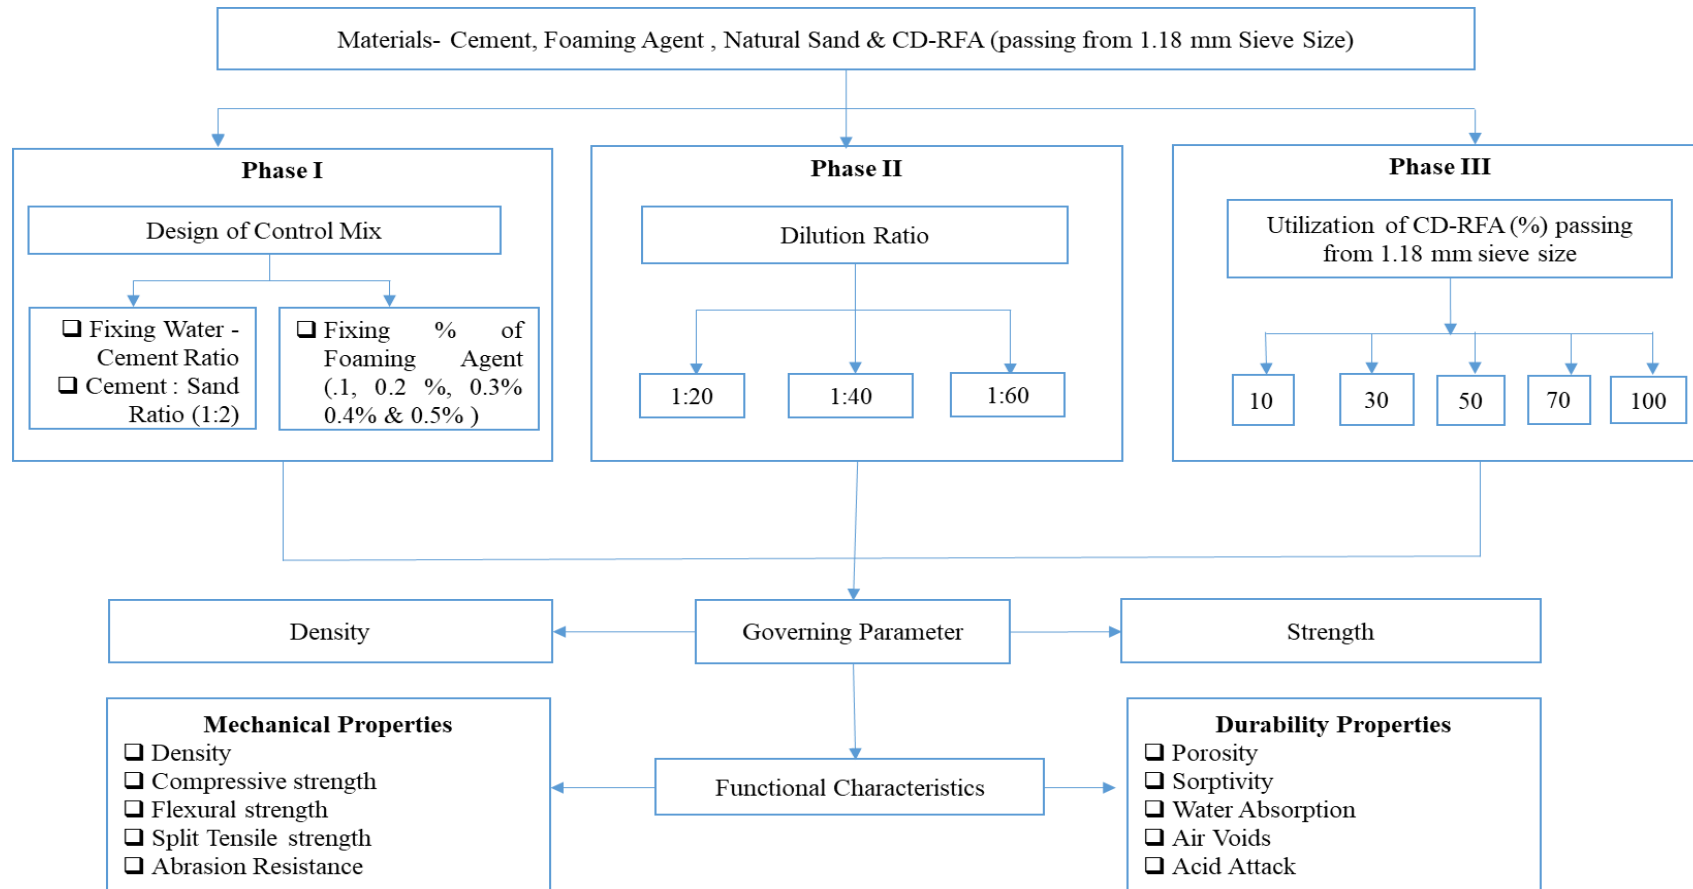 Materials- Cement, Foaming Agent , Natural Sand & CD-RFA (passing from 1.18 mm Sieve Size)
Phase I
Design of Control Mix
❑ Fixing Water -
Cement Ratio
❑ Cement : Sand
Ratio (1:2)
❑ Fixing % of
Foaming Agent
(.1, 0.2 %, 0.3%
0.4% & 0.5% )
Phase II
Dilution Ratio
1:20
1:40
1:60
Phase III
Utilization of CD-RFA (%) passing
from 1.18 mm sieve size
10
30
50
70
100
Density
Governing Parameter
Strength
Mechanical Properties
❑ Density
❑ Compressive strength
❑ Flexural strength
❑ Split Tensile strength
❑ Abrasion Resistance
Functional Characteristics
Durability Properties
❑ Porosity
❑ Sorptivity
❑ Water Absorption
❑ Air Voids
❑ Acid Attack